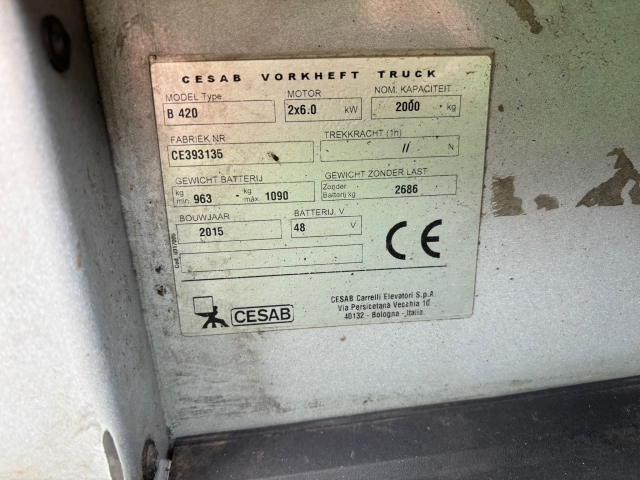 CESAB VORKHEFT TRUCK
MODEL Type MOTOR NOM. KAPACITEIT
B 420 2x6.0 kW 2000 kg
FABRIEK NR TREKKRACHT (1h)
CE393135 // N
GEWICHT BATTERIJ GEWICHT ZONDER LAST
kg min. 963 kg máx. 1090 Zonder Batterij kg 2686
BOUWJAAR BATTERIJ. V
2015 48 V
CE
CESAB
CESAB Carrelli Elevatori S.p.A.
Via Persicetana Vecchia 10
40132 - Bologna - Italia